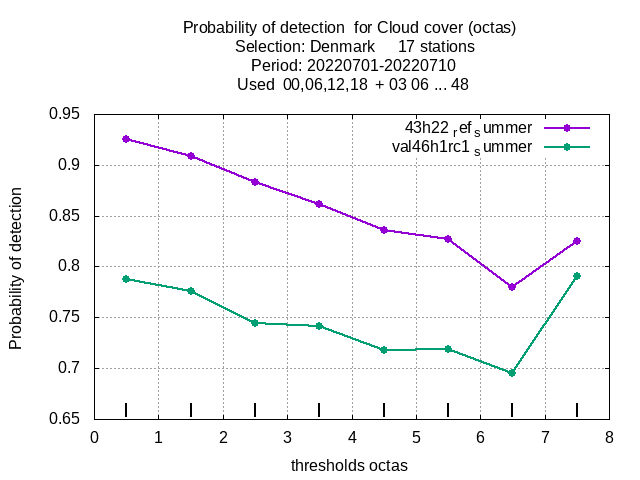 Probability of detection  for Cloud cover (octas)
Selection: Denmark     17 stations
Period: 20220701-20220710
Used  00,06,12,18  + 03 06 ... 48
43h22 ref summer
val46h1rc1 summer
0.95
0.9
0.85
0.8
0.75
0.7
0.65
Probability of detection
0 1 2 3 4 5 6 7 8
thresholds octas